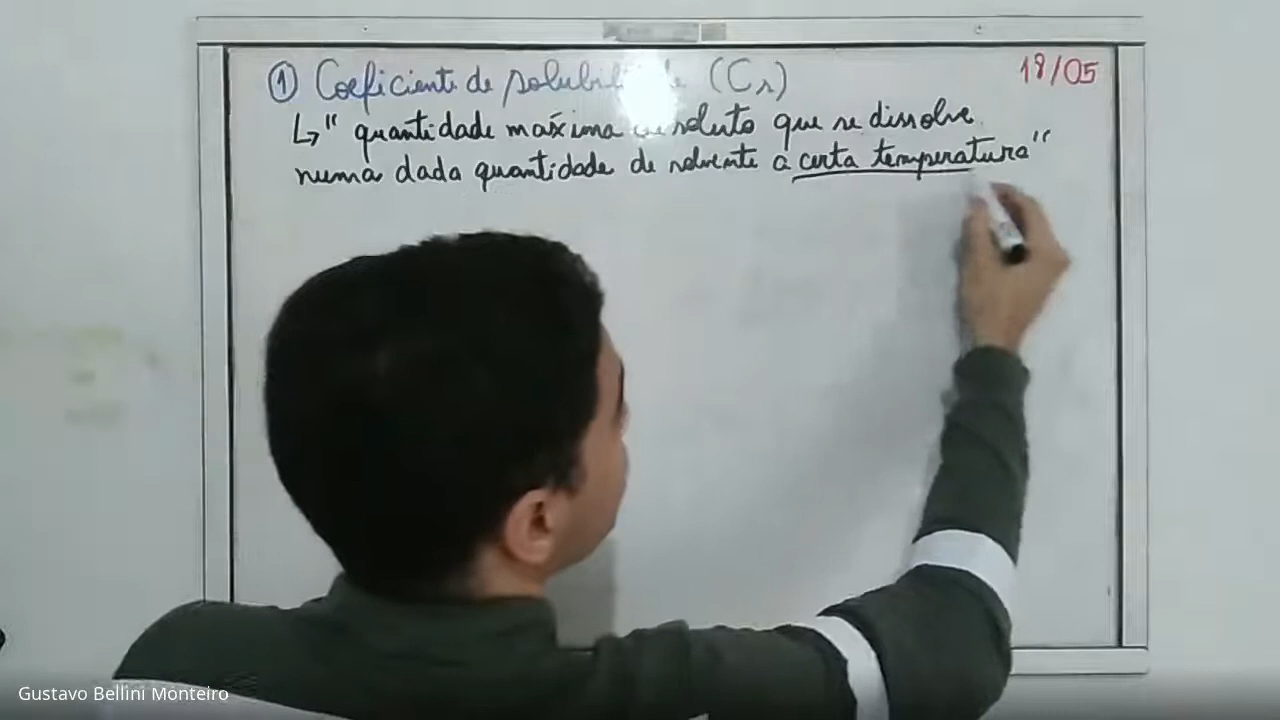 ① Coeficiente de solubilidade (Cs)
18/05
↳ " quantidade máxima de soluto que se dissolve
numa dada quantidade de solvente a certa temperatura"
Gustavo Bellini Monteiro